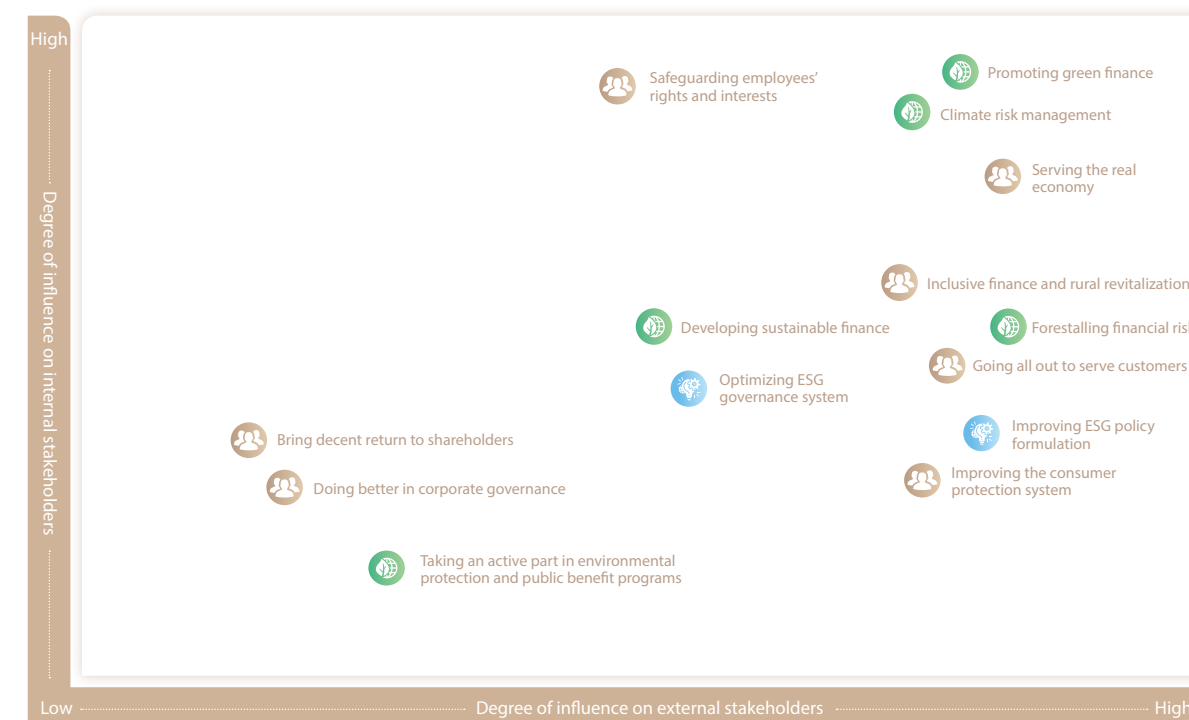 High
Degree of influence on internal stakeholders
Safeguarding employees’
rights and interests
Promoting green finance
Climate risk management
Serving the real
economy
Inclusive finance and rural revitalization
Developing sustainable finance
Forestalling financial
Going all out to serve customers
Optimizing ESG
governance system
Bring decent return to shareholders
Improving ESG policy
formulation
Doing better in corporate governance
Improving the consumer
protection system
Taking an active part in environmental
protection and public benefit programs
Low
Degree of influence on external stakeholders
High